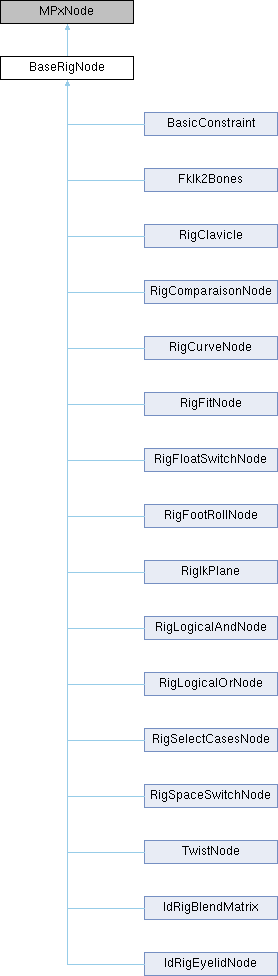 MPxNode
BaseRigNode
BasicConstraint
FkIk2Bones
RigClavicle
RigComparaisonNode
RigCurveNode
RigFitNode
RigFloatSwitchNode
RigFootRollNode
RigIkPlane
RigLogicalAndNode
RigLogicalOrNode
RigSelectCasesNode
RigSpaceSwitchNode
TwistNode
IdRigBlendMatrix
IdRigEyelidNode